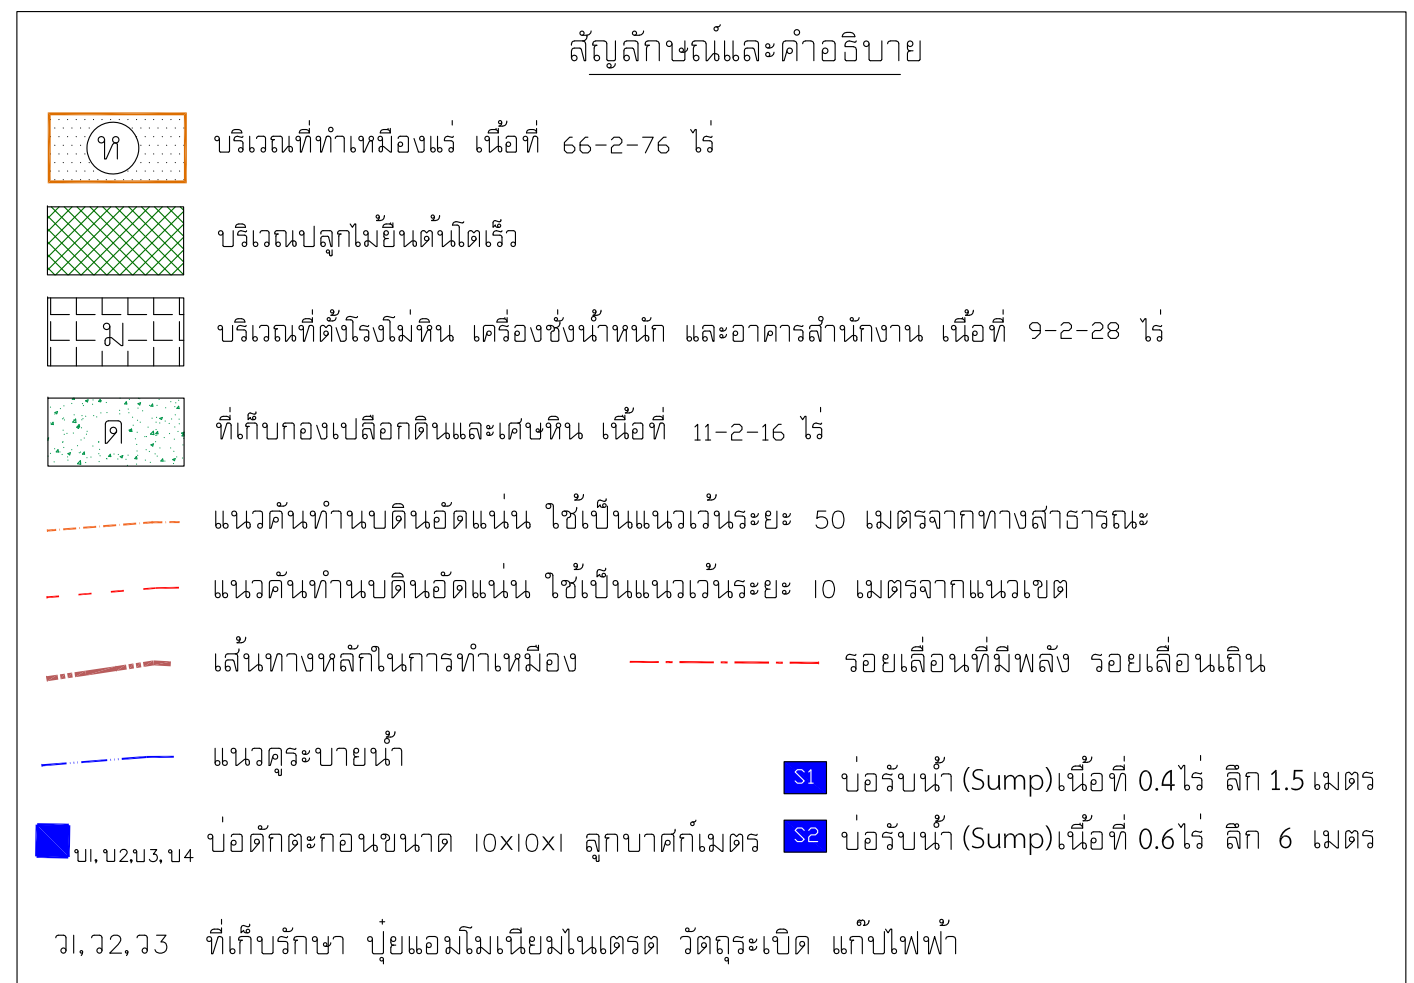 สัญลักษณ์และคำอธิบาย
ห บริเวณที่ทำเหมืองแร่ เนื้อที่ 66-2-76 ไร่
บริเวณปลูกไม้ยืนต้นโตเร็ว
ม บริเวณที่ตั้งโรงโม่หิน เครื่องชั่งน้ำหนัก และอาคารสำนักงาน เนื้อที่ 9-2-28 ไร่
ด ที่เก็บกองเปลือกดินและเศษหิน เนื้อที่ 11-2-16 ไร่
แนวคันทำนบดินอัดแน่น ใช้เป็นแนวเว้นระยะ 50 เมตรจากทางสาธารณะ
แนวคันทำนบดินอัดแน่น ใช้เป็นแนวเว้นระยะ 10 เมตรจากแนวเขต
เส้นทางหลักในการทำเหมือง รอยเลื่อนที่มีพลัง รอยเลื่อนเถิน
แนวคูระบายน้ำ
S1 บ่อรับน้ำ (Sump)เนื้อที่ 0.4ไร่ ลึก 1.5 เมตร
บ1, บ2,บ3, บ4 บ่อดักตะกอนขนาด 10x10x1 ลูกบาศก์เมตร S2 บ่อรับน้ำ (Sump)เนื้อที่ 0.6ไร่ ลึก 6 เมตร
ว1, ว2, ว3 ที่เก็บรักษา ปุ๋ยแอมโมเนียมไนเตรต วัตถุระเบิด แก๊ปไฟฟ้า